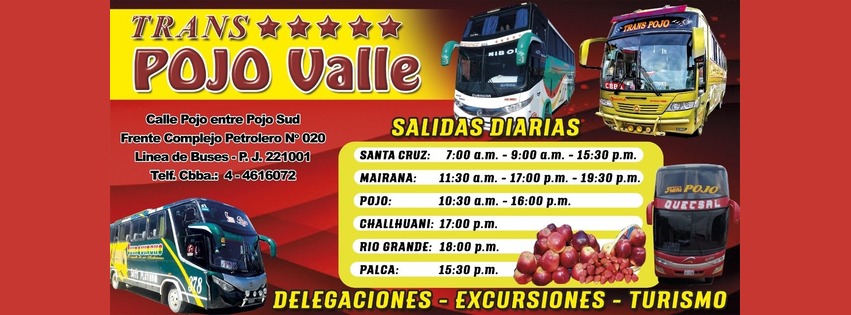 TRANS
POJO Valle
Calle Pojo entre Pojo Sud
Frente Complejo Petrolero N° 020
Linea de Buses - P. J. 221001
Telf. Cbba.: 4 - 4616072
TRANS POJO
CBBA
SALIDAS DIARIAS
SANTA CRUZ: 7:00 a.m. - 9:00 a.m. - 15:30 p.m.
MAIRANA: 11:30 a.m. - 17:00 p.m. - 19:30 p.m.
POJO: 10:30 a.m. - 16:00 p.m.
CHALLHUANI: 17:00 p.m.
RIO GRANDE: 18:00 p.m.
PALCA: 15:30 p.m.
POJO
QUETSAL
378
DELEGACIONES - EXCURSIONES - TURISMO